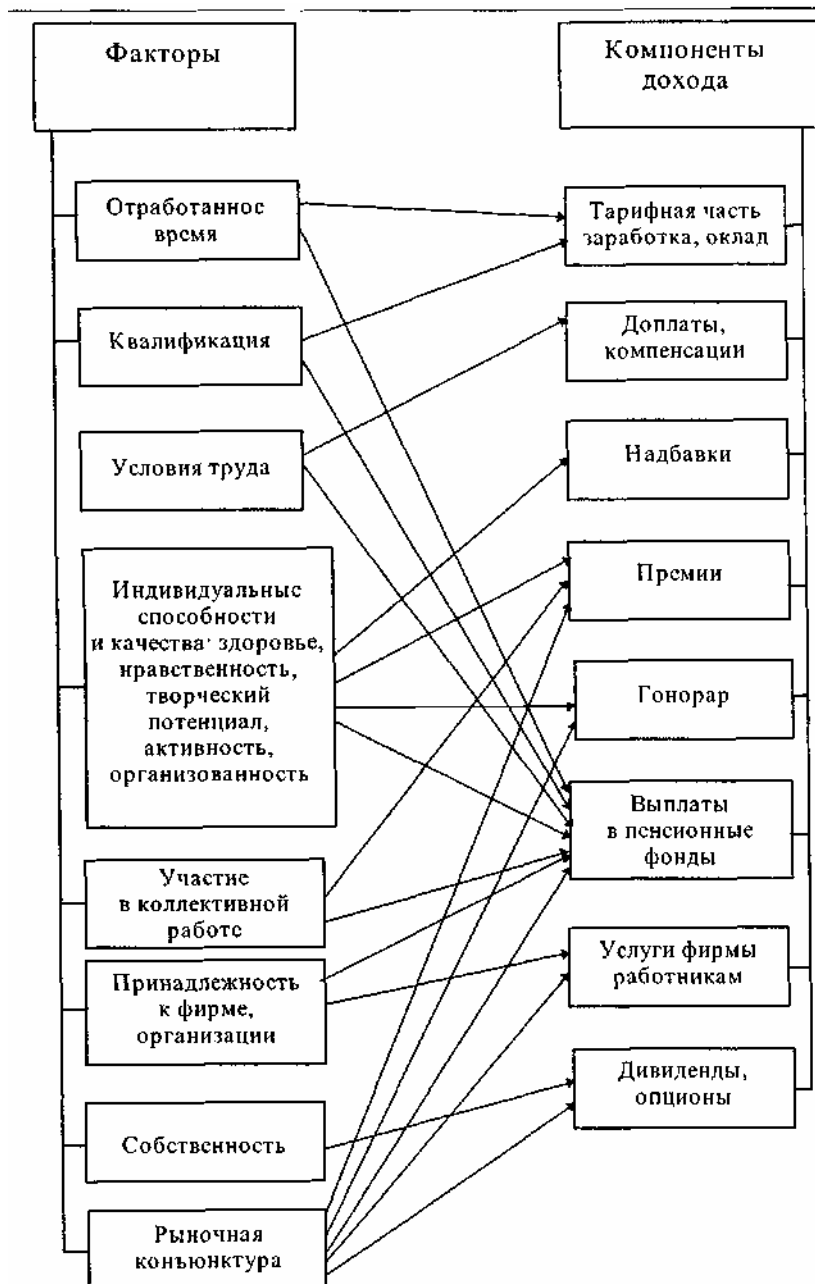 Факторы
Компоненты
дохода
Отработанное
время
Тарифная часть
заработка, оклад
Квалификация
Доплаты,
компенсации
Условия труда
Надбавки
Индивидуальные
способности
и качества: здоровье,
нравственность,
творческий
потенциал,
активность,
организованность
Премии
Гонорар
Выплаты
в пенсионные
фонды
Участие
в коллективной
работе
Услуги фирмы
работникам
Принадлежность
к фирме,
организации
Дивиденды,
опционы
Собственность
Рыночная
конъюнктура